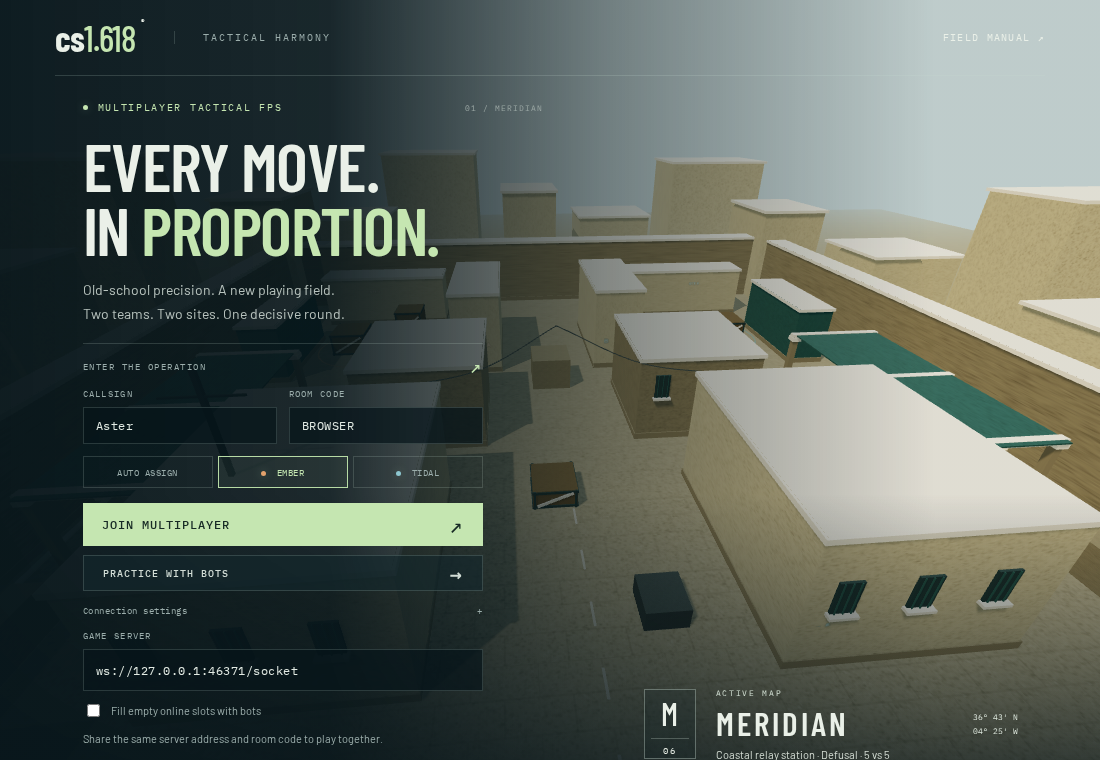 cs1.618
TACTICAL HARMONY
FIELD MANUAL ↗
MULTIPLAYER TACTICAL FPS
01 / MERIDIAN
EVERY MOVE.
IN PROPORTION.
Old-school precision. A new playing field.
Two teams. Two sites. One decisive round.
ENTER THE OPERATION ↗
CALLSIGN
ROOM CODE
Aster
BROWSER
AUTO ASSIGN
EMBER
TIDAL
JOIN MULTIPLAYER ↗
PRACTICE WITH BOTS →
Connection settings +
GAME SERVER
ws://127.0.0.1:46371/socket
Fill empty online slots with bots
Share the same server address and room code to play together.
M
06
ACTIVE MAP
MERIDIAN
Coastal relay station · Defusal · 5 vs 5
36° 43' N
04° 25' W